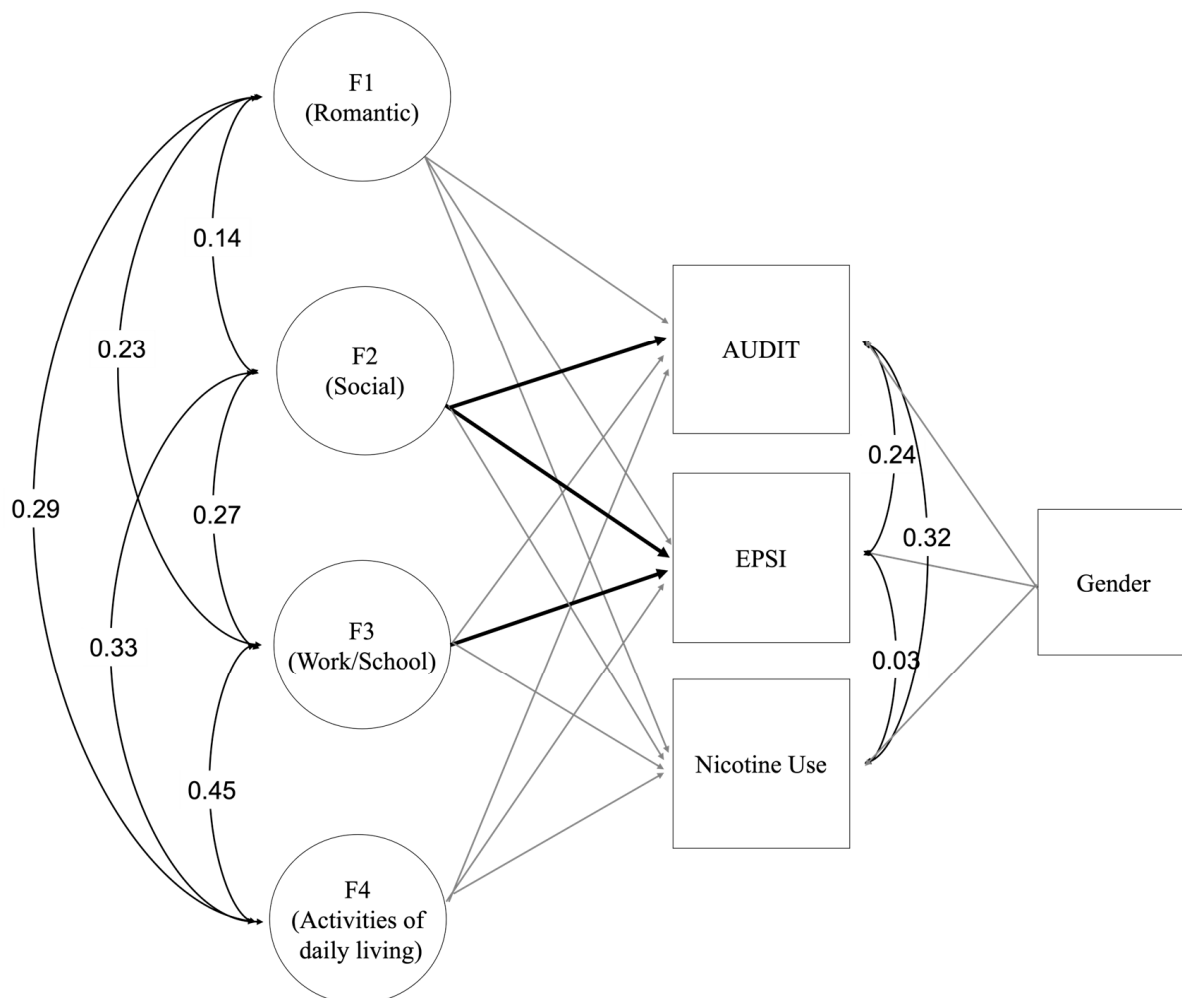 F1
(Romantic)
0.14
0.23
F2
(Social)
AUDIT
0.24
0.29
0.27
0.32
EPSI
Gender
F3
(Work/School)
0.33
0.03
0.45
Nicotine Use
F4
(Activities of
daily living)